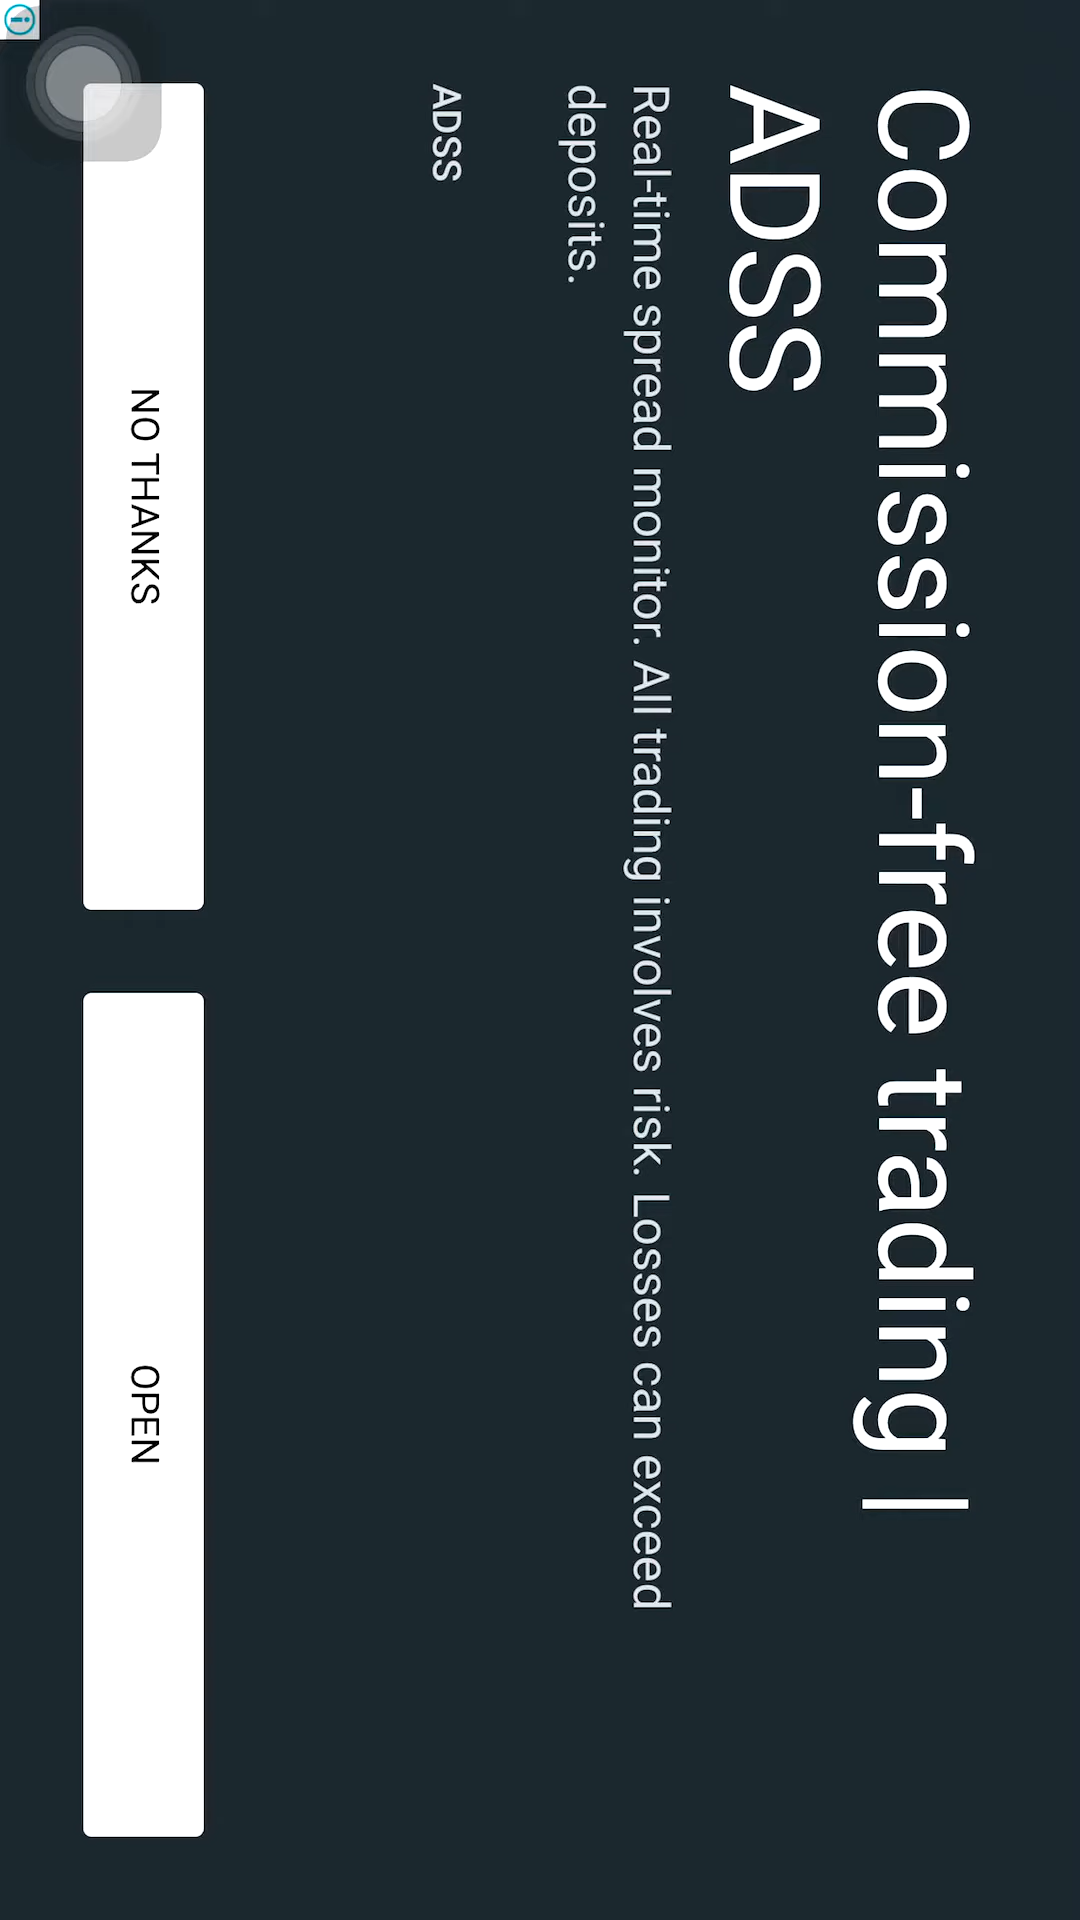 Commission-free trading |
ADSS
Real-time spread monitor. All trading involves risk. Losses can exceed
deposits.
ADSS
NO THANKS
OPEN